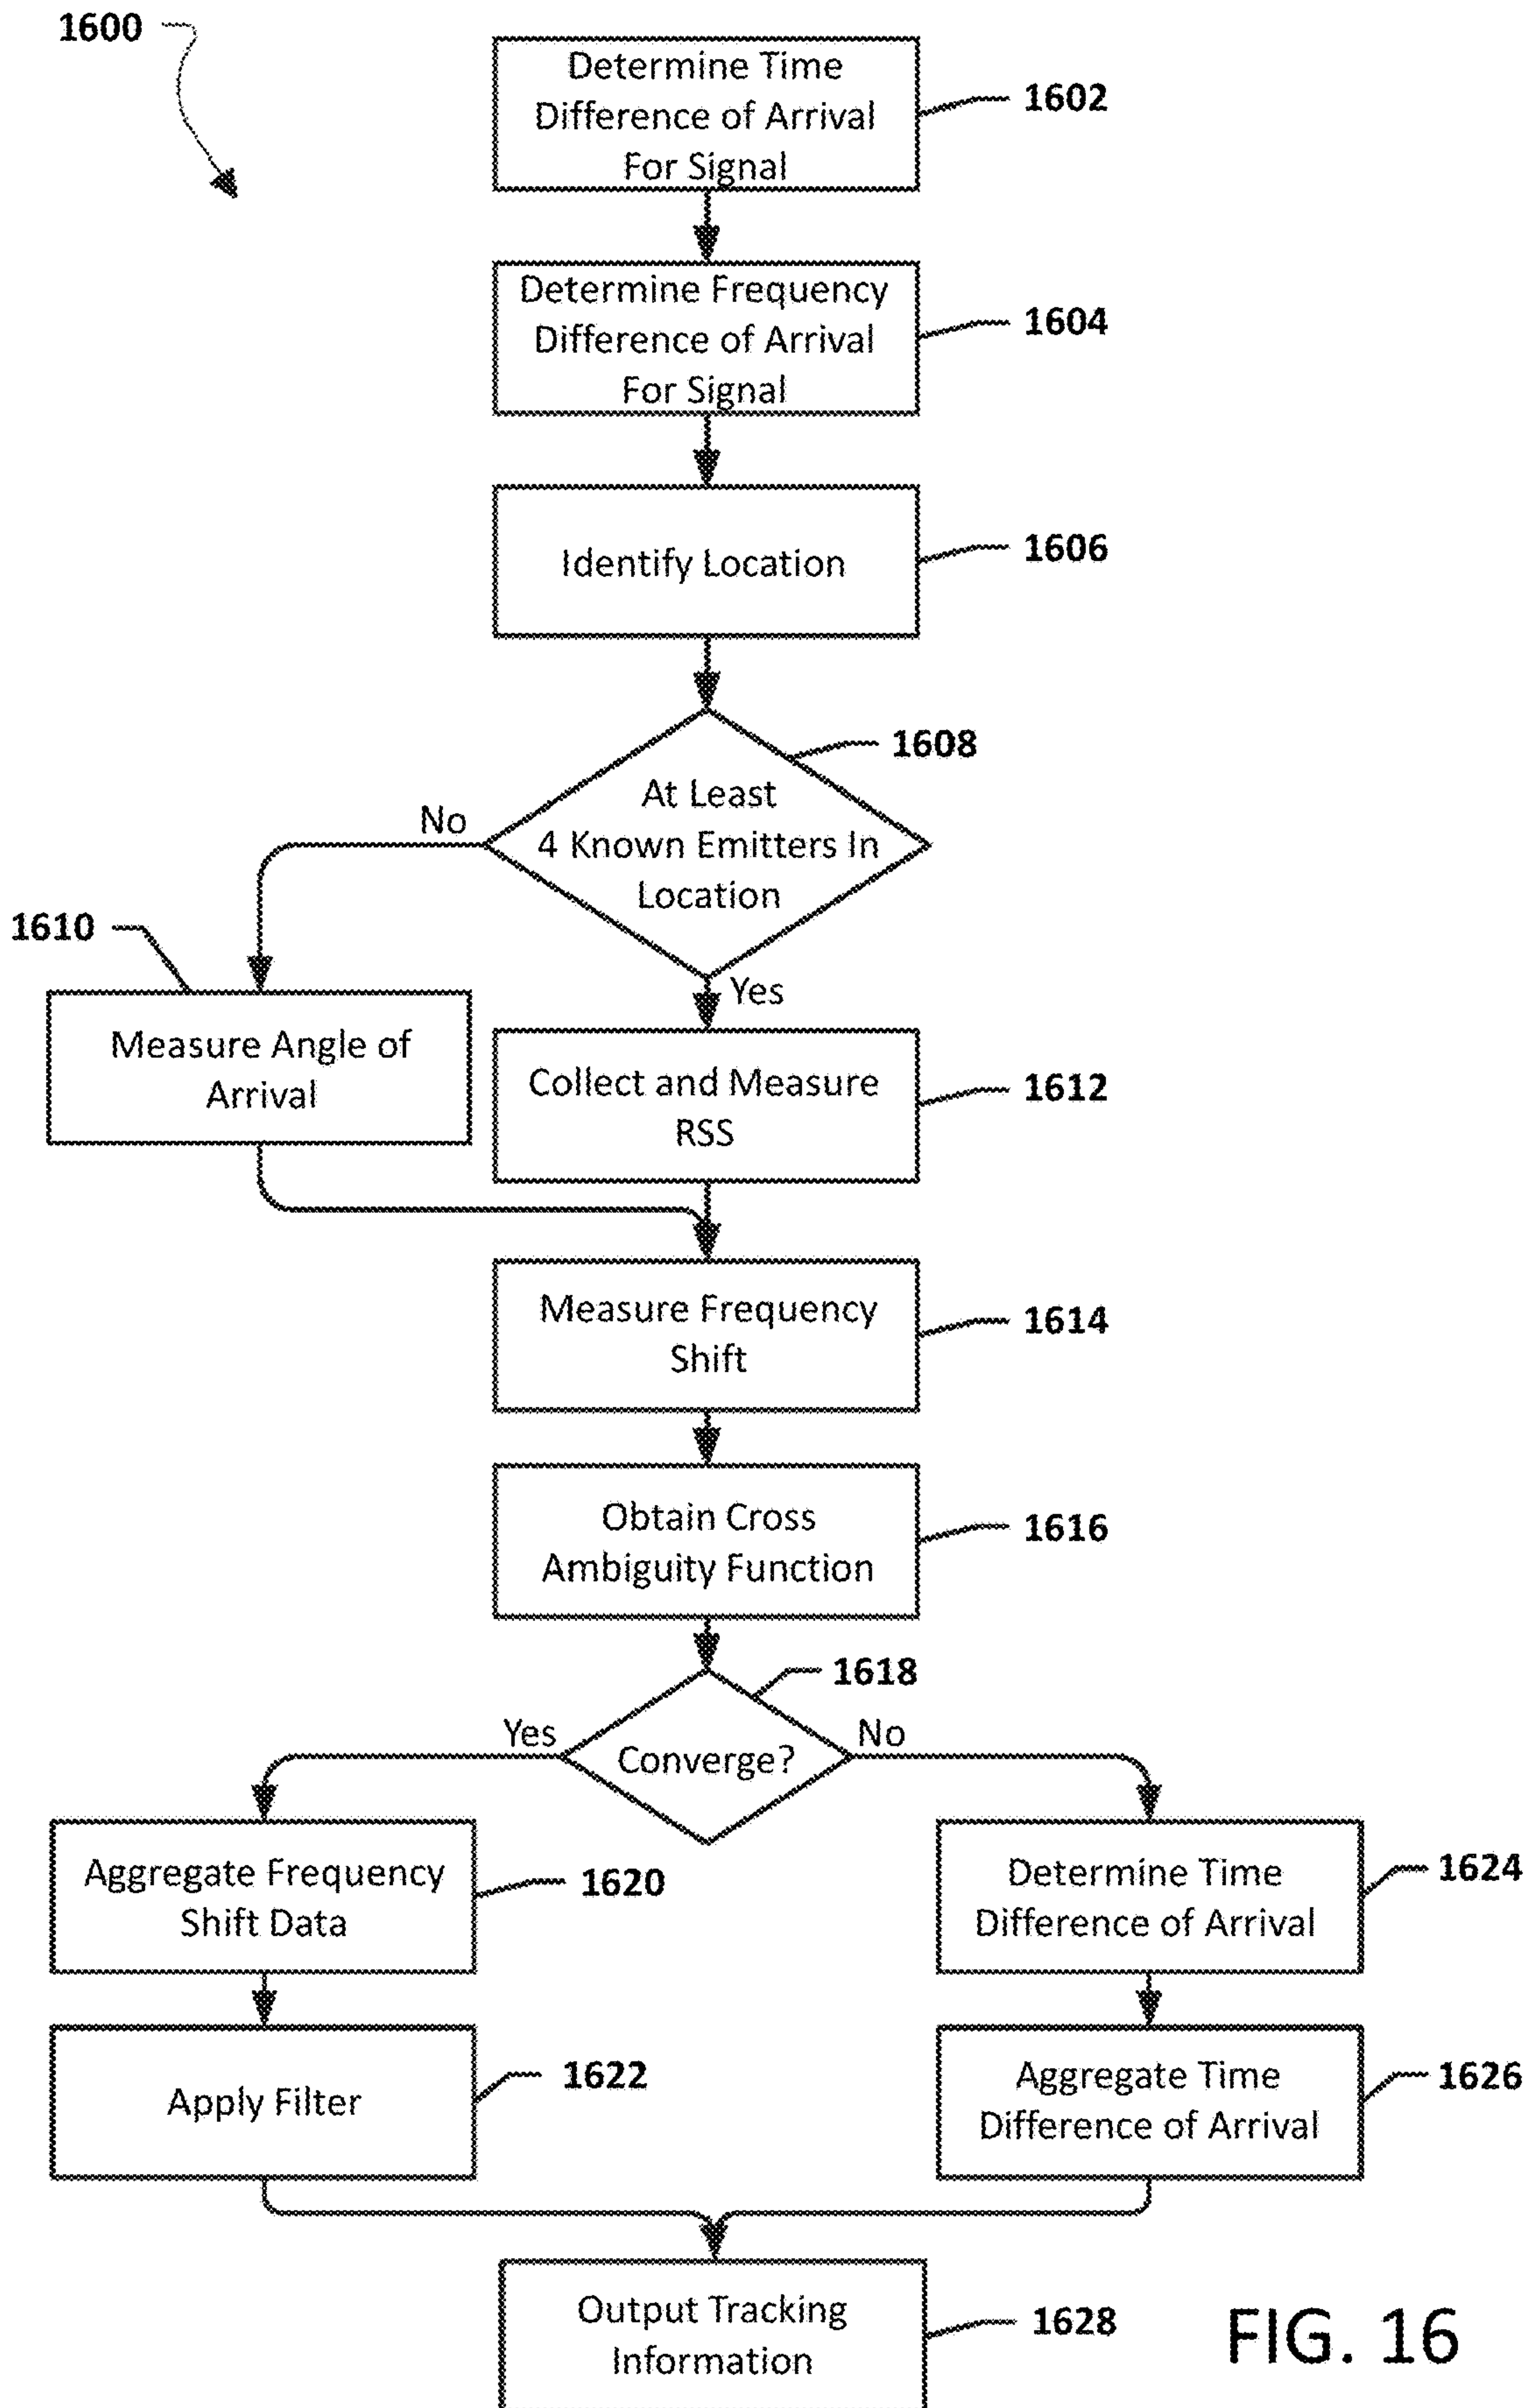 1600
Determine Time
Difference of Arrival
For Signal
1602
Determine Frequency
Difference of Arrival
For Signal
1604
Identify Location
1606
1608
At Least
4 Known Emitters In
Location
No
Yes
1610
Measure Angle of
Arrival
Collect and Measure
RSS
1612
Measure Frequency
Shift
1614
Obtain Cross
Ambiguity Function
1616
1618
Converge?
Yes
No
Aggregate Frequency
Shift Data
1620
Determine Time
Difference of Arrival
1624
Apply Filter
1622
Aggregate Time
Difference of Arrival
1626
Output Tracking
Information
1628
FIG. 16